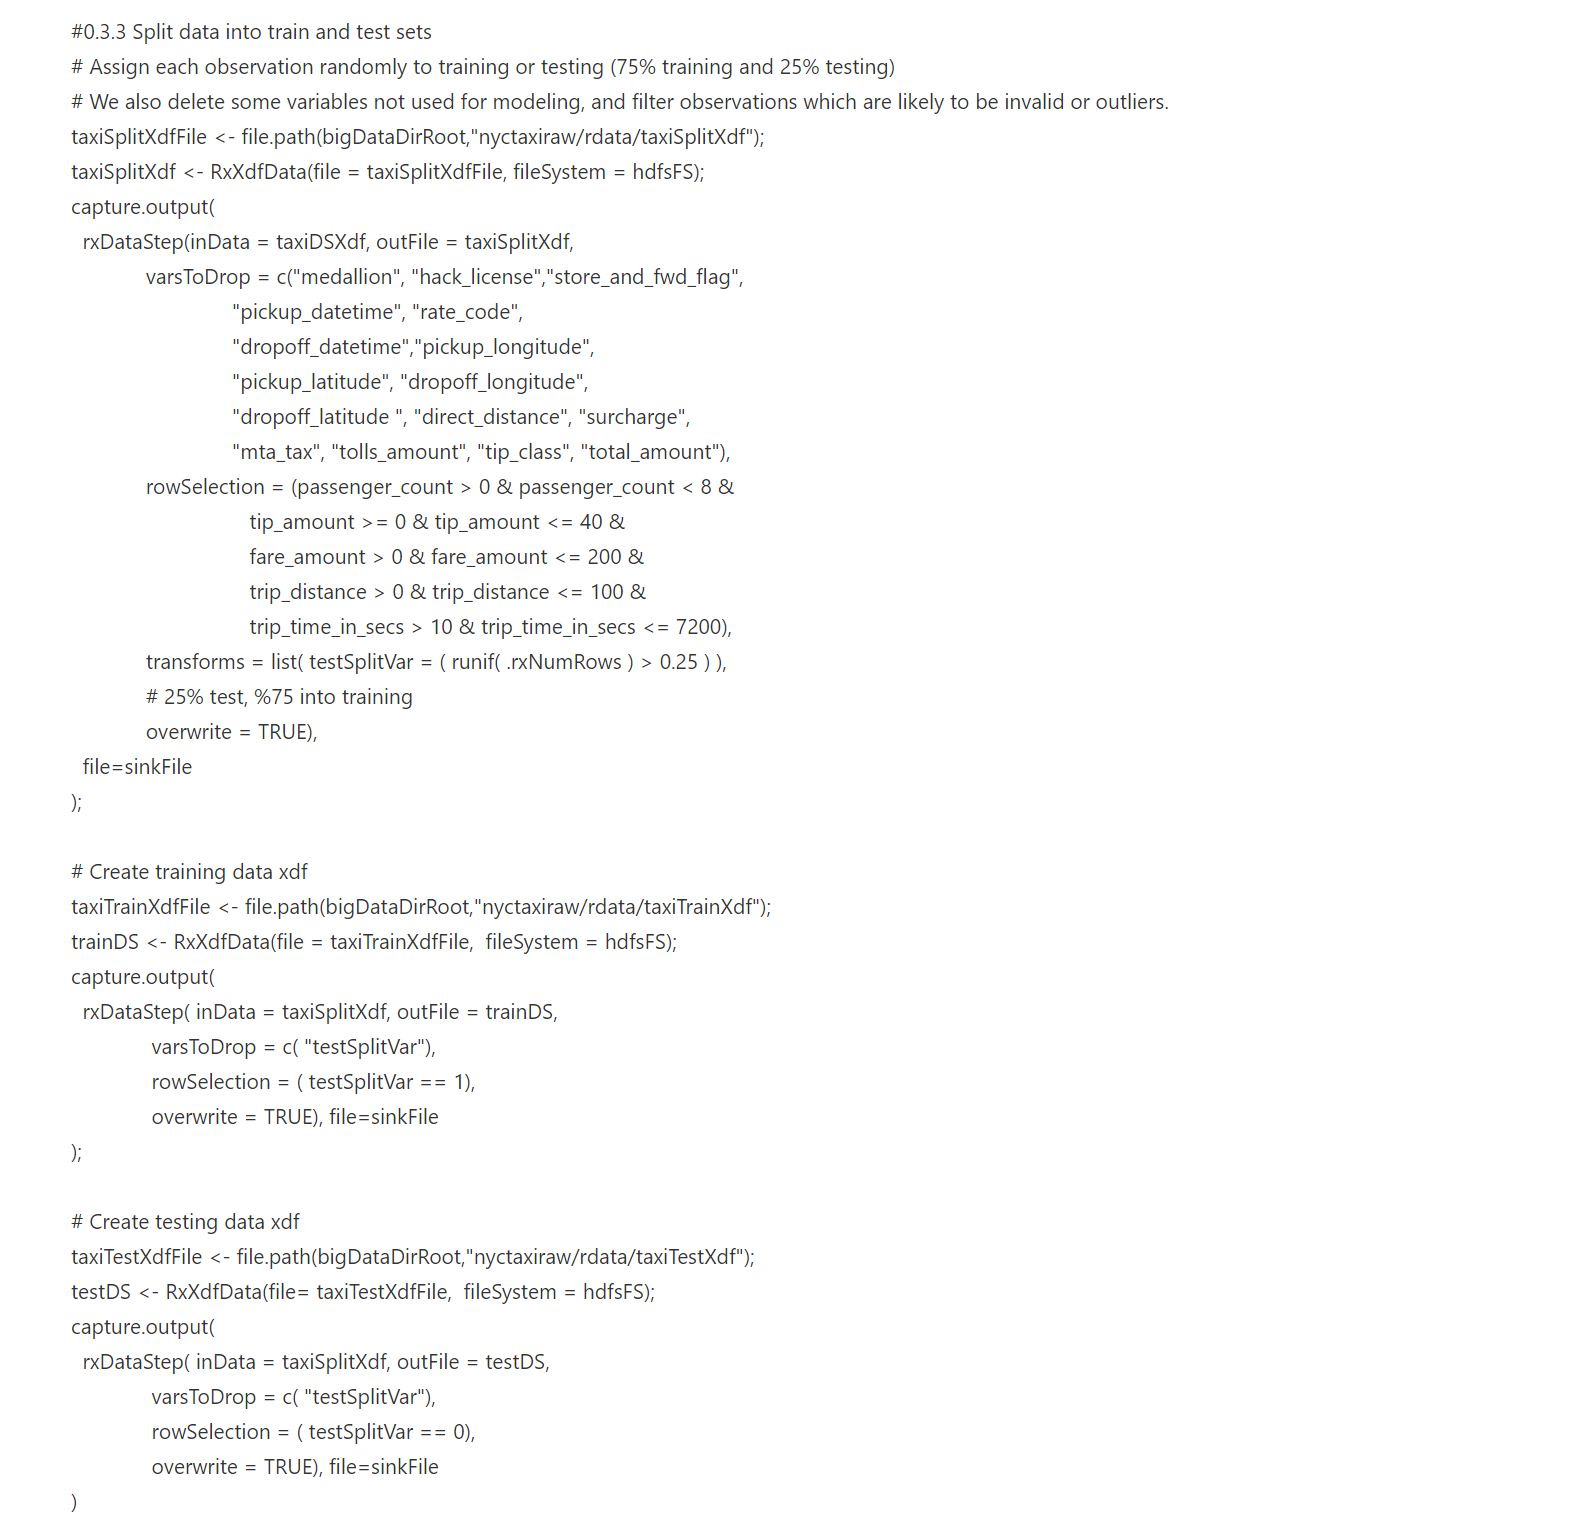 #0.3.3 Split data into train and test sets
# Assign each observation randomly to training or testing (75% training and 25% testing)
# We also delete some variables not used for modeling, and filter observations which are likely to be invalid or outliers.
taxiSplitXdfFile <- file.path(bigDataDirRoot,"nyctaxiraw/rdata/taxiSplitXdf");
taxiSplitXdf <- RxXdfData(file = taxiSplitXdfFile, fileSystem = hdfsFS);
capture.output(
  rxDataStep(inData = taxiDSXdf, outFile = taxiSplitXdf,
             varsToDrop = c("medallion", "hack_license","store_and_fwd_flag",
                            "pickup_datetime", "rate_code",
                            "dropoff_datetime","pickup_longitude",
                            "pickup_latitude", "dropoff_longitude",
                            "dropoff_latitude ", "direct_distance", "surcharge",
                            "mta_tax", "tolls_amount", "tip_class", "total_amount"),
             rowSelection = (passenger_count > 0 & passenger_count < 8 &
                               tip_amount >= 0 & tip_amount <= 40 &
                               fare_amount > 0 & fare_amount <= 200 &
                               trip_distance > 0 & trip_distance <= 100 &
                               trip_time_in_secs > 10 & trip_time_in_secs <= 7200),
             transforms = list( testSplitVar = ( runif( .rxNumRows ) > 0.25 ) ),
             # 25% test, %75 into training
             overwrite = TRUE),
  file=sinkFile
);

# Create training data xdf
taxiTrainXdfFile <- file.path(bigDataDirRoot,"nyctaxiraw/rdata/taxiTrainXdf");
trainDS <- RxXdfData(file = taxiTrainXdfFile,  fileSystem = hdfsFS);
capture.output(
  rxDataStep( inData = taxiSplitXdf, outFile = trainDS,
              varsToDrop = c( "testSplitVar"),
              rowSelection = ( testSplitVar == 1),
              overwrite = TRUE), file=sinkFile
);

# Create testing data xdf
taxiTestXdfFile <- file.path(bigDataDirRoot,"nyctaxiraw/rdata/taxiTestXdf");
testDS <- RxXdfData(file= taxiTestXdfFile,  fileSystem = hdfsFS);
capture.output(
  rxDataStep( inData = taxiSplitXdf, outFile = testDS,
              varsToDrop = c( "testSplitVar"),
              rowSelection = ( testSplitVar == 0),
              overwrite = TRUE), file=sinkFile
)